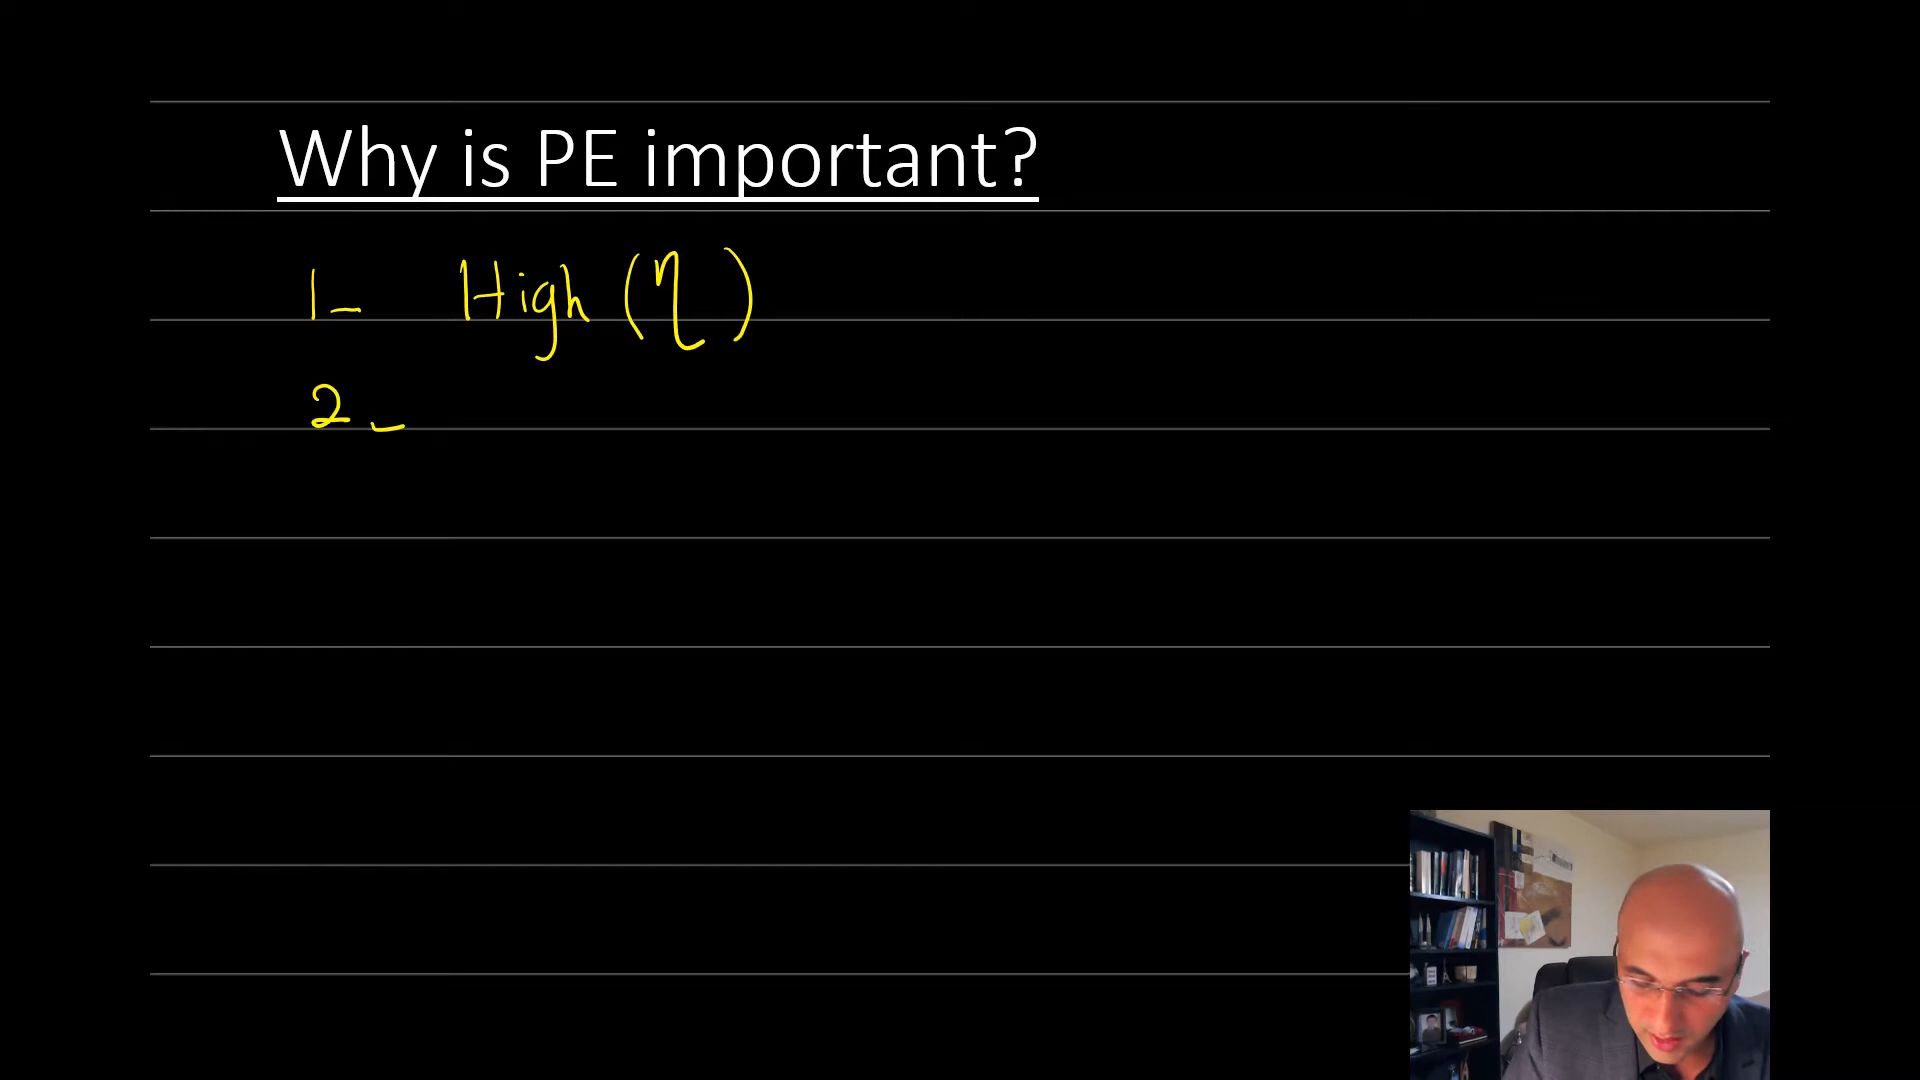 Why is PE important?
1- High (η)
2-